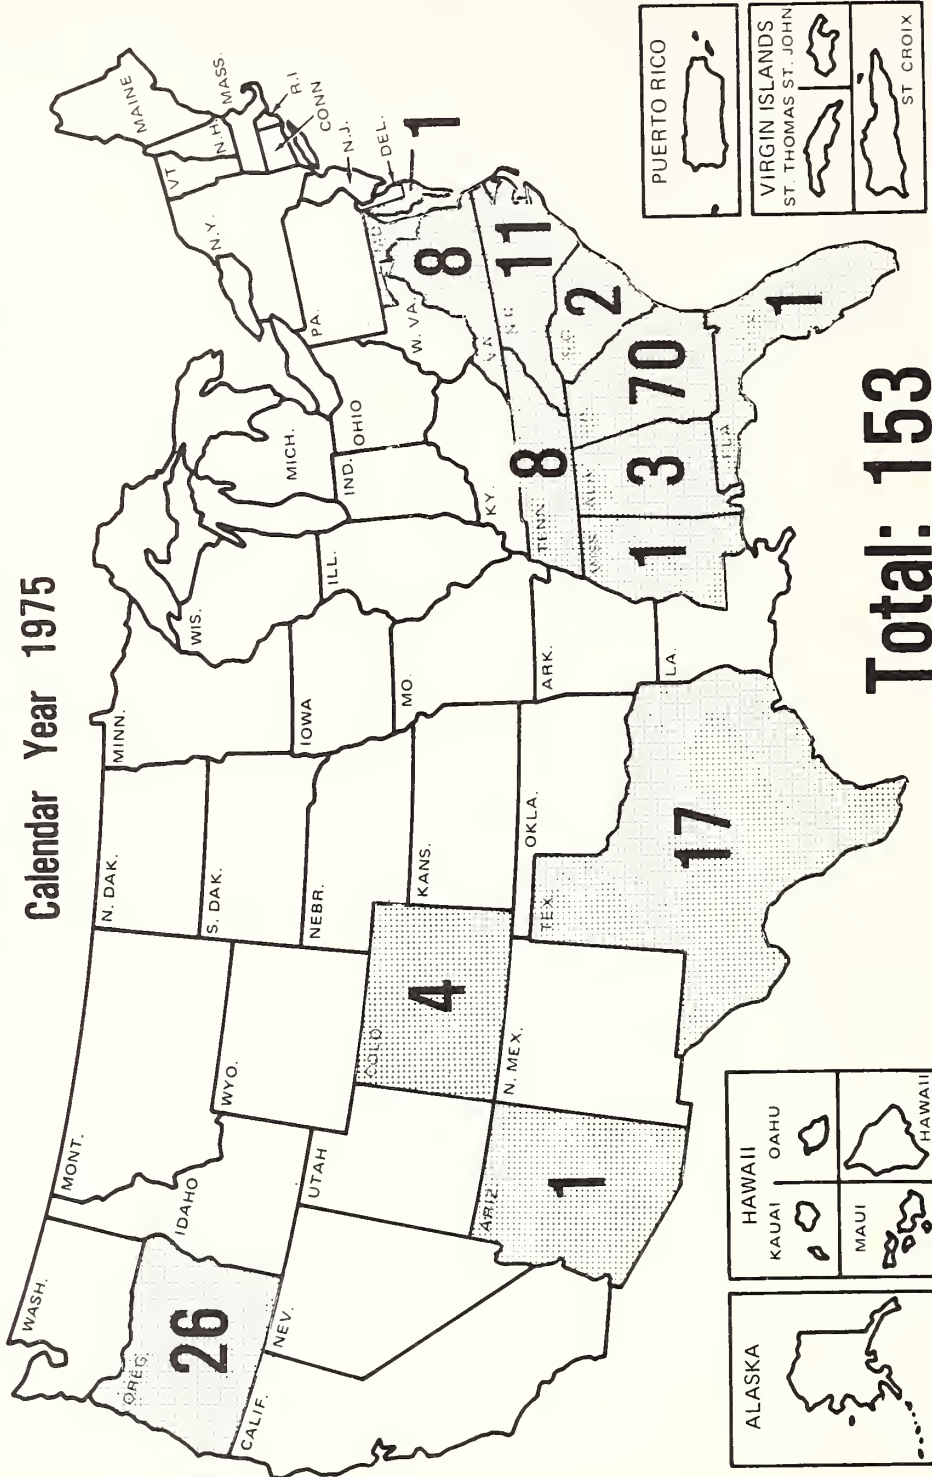 Calendar Year 1975
WASH.
MONT.
N. DAK.
MINN.
WIS.
MICH.
VT
N.H.
MAINE
MASS.
R.I
CONN
N.Y.
N.J.
DEL.
PA.
OREG
26
IDAHO
WYO.
S. DAK.
IOWA
ILL.
IND.
OHIO
W. VA.
1
NEBR.
NEV.
UTAH
COLO
4
KANS.
MO.
KY.
VA
8
CALIF.
ARIZ
1
N. MEX.
OKLA.
ARK.
TENN
8
N.C.
11
S.C.
2
TEX.
17
LA.
MISS
1
ALA
3
70
FLA
1
ALASKA
HAWAII
KAUAI
OAHU
MAUI
HAWAII
Total: 153
PUERTO RICO
VIRGIN ISLANDS
ST. THOMAS
ST. JOHN
ST CROIX